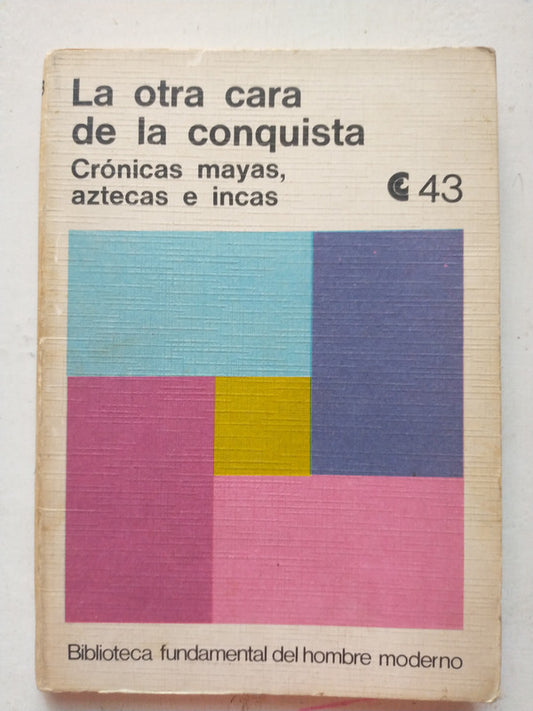 La otra cara
de la conquista
Crónicas mayas,
aztecas e incas
43
Biblioteca fundamental del hombre moderno